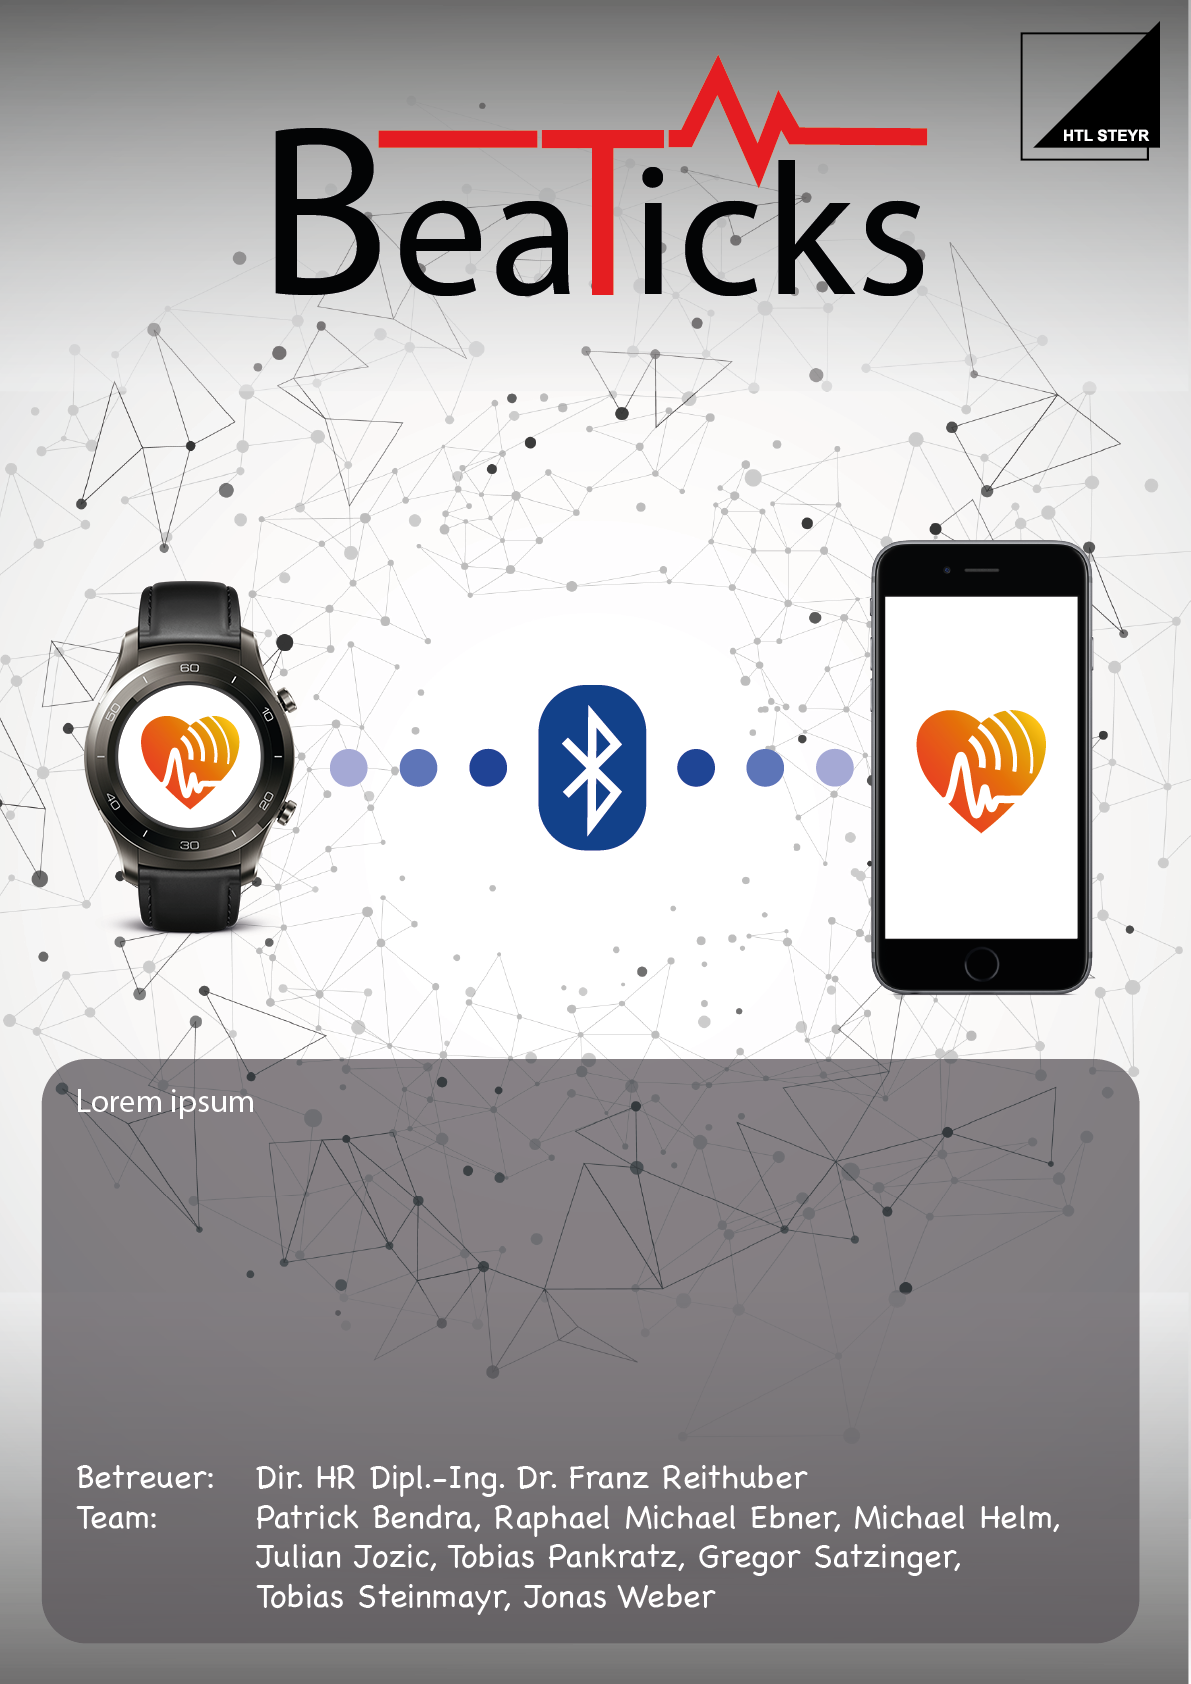 HTL STEYR
BeaTicks
60
50
10
40
20
30
Lorem ipsum
Betreuer: Dir. HR Dipl.-Ing. Dr. Franz Reithuber
Team: Patrick Bendra, Raphael Michael Ebner, Michael Helm,
Julian Jozic, Tobias Pankratz, Gregor Satzinger,
Tobias Steinmayr, Jonas Weber